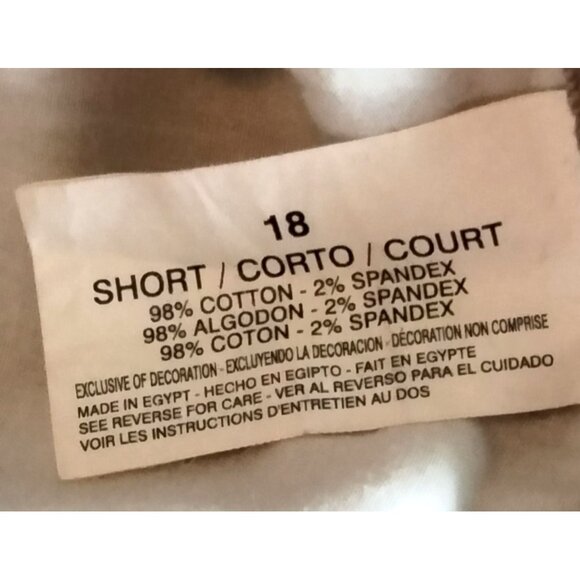 18
SHORT / CORTO / COURT
98% COTTON - 2% SPANDEX
98% ALGODON - 2% SPANDEX
98% COTON - 2% SPANDEX
EXCLUSIVE OF DECORATION - EXCLUYENDO LA DECORACION - DÉCORATION NON COMPRISE
MADE IN EGYPT - HECHO EN EGIPTO - FAIT EN EGYPTE
SEE REVERSE FOR CARE - VER AL REVERSO PARA EL CUIDADO
VOIR LES INSTRUCTIONS D'ENTRETIEN AU DOS